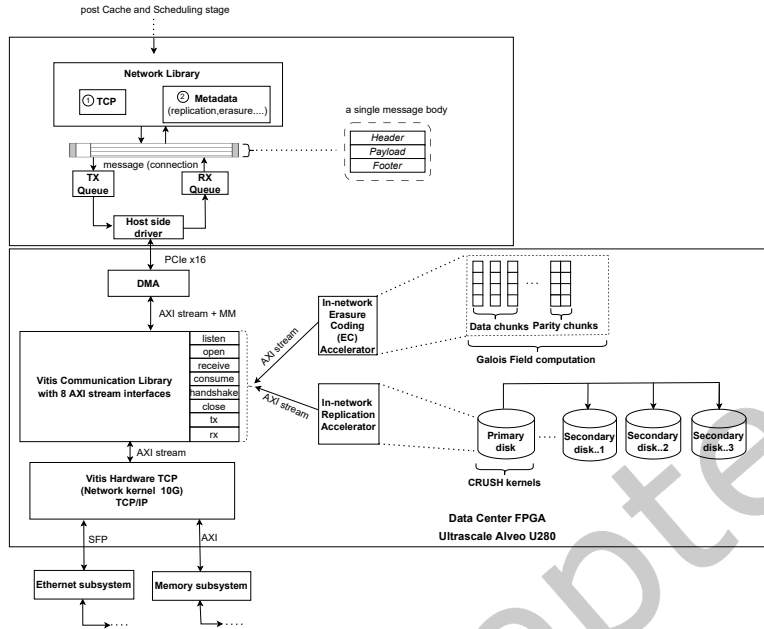 post Cache and Scheduling stage
Network Library
1 TCP
2 Metadata
(replication,erasure....)
a single message body
Header
Payload
Footer
message (connection
TX
Queue
RX
Queue
Host side
driver
PCIe x16
DMA
AXI stream + MM
Vitis Communication Library
with 8 AXI stream interfaces
listen
open
receive
consume
handshake
close
tx
rx
AXI stream
AXI stream
In-network
Erasure
Coding
(EC)
Accelerator
In-network
Replication
Accelerator
Data chunks
...
Parity chunks
Galois Field computation
Primary
disk
Secondary
disk..1
Secondary
disk..2
Secondary
disk..3
CRUSH kernels
AXI stream
Vitis Hardware TCP
(Network kernel 10G)
TCP/IP
Data Center FPGA
Ultrascale Alveo U280
SFP
AXI
Ethernet subsystem
Memory subsystem